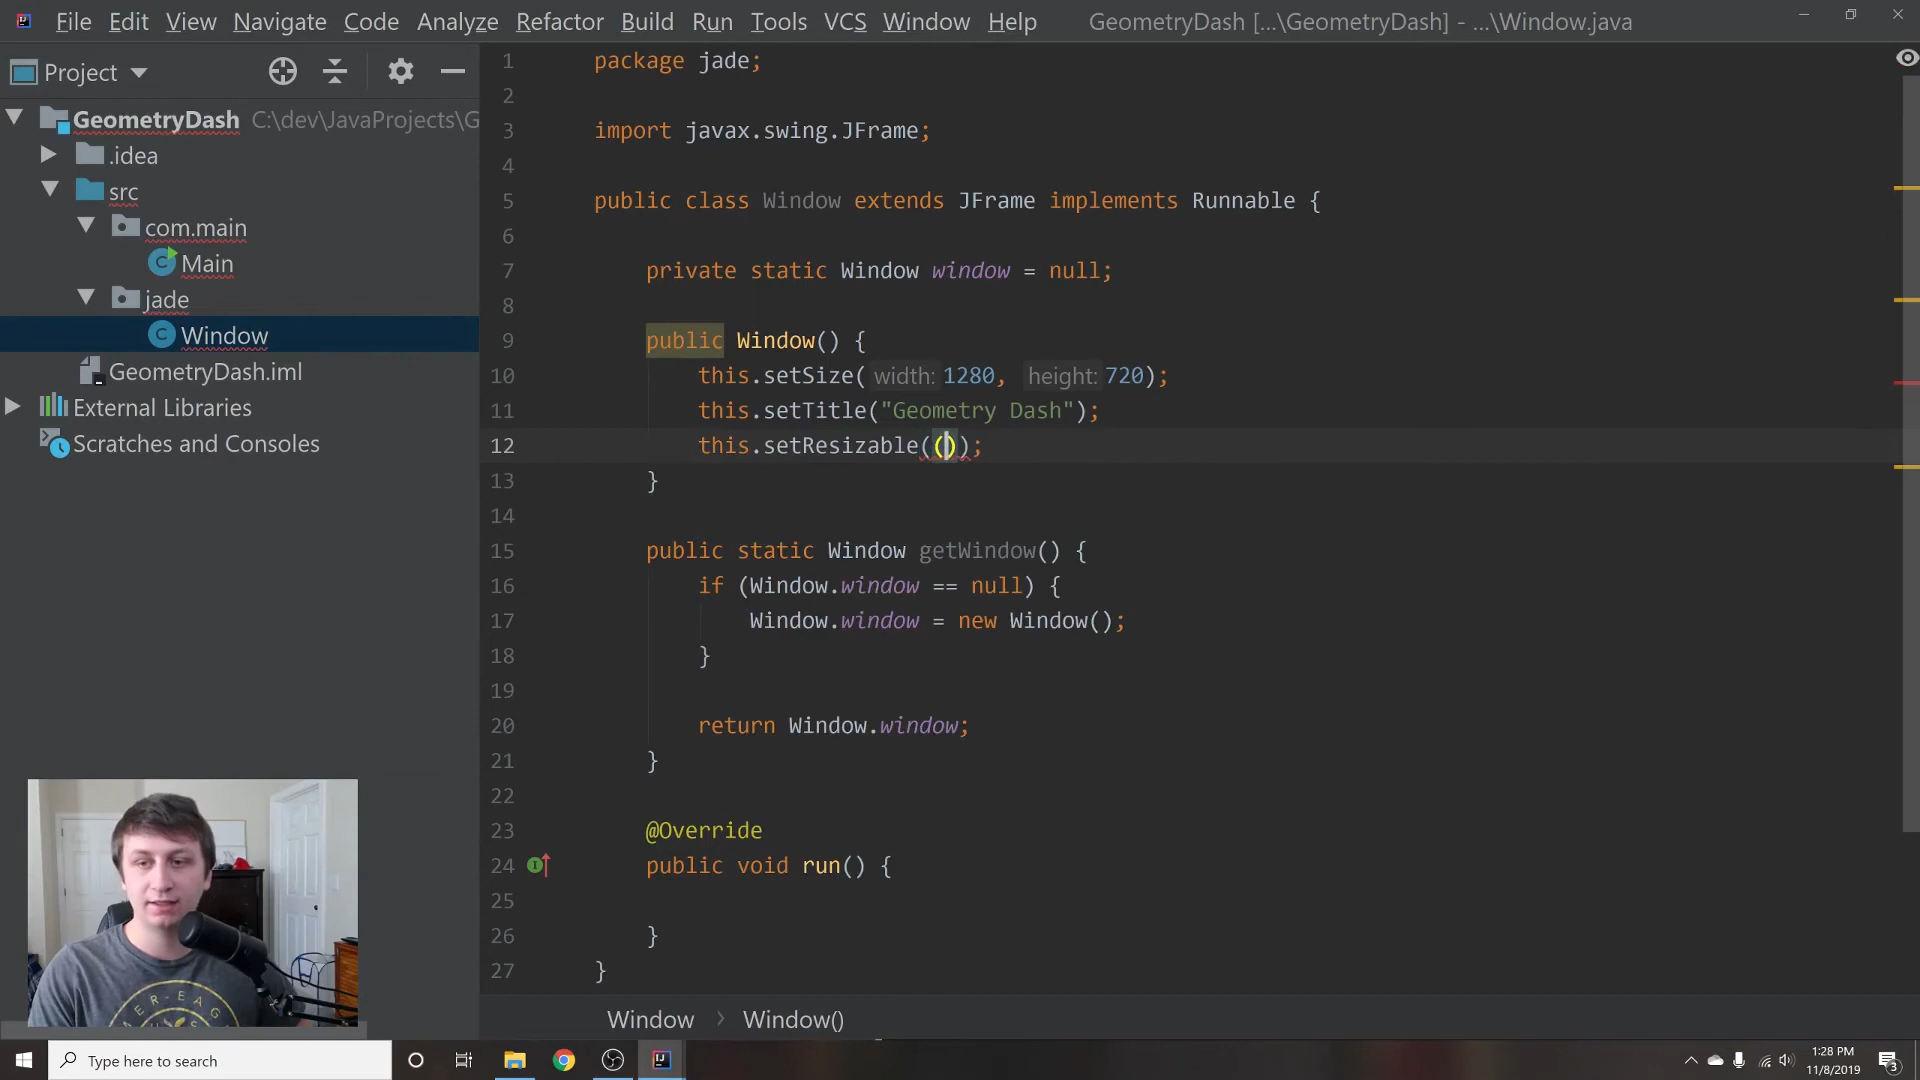 File Edit View Navigate Code Analyze Refactor Build Run Tools VCS Window Help GeometryDash [...\GeometryDash] - ...\Window.java
Project
GeometryDash C:\dev\JavaProjects\G
.idea
src
com.main
Main
jade
Window
GeometryDash.iml
External Libraries
Scratches and Consoles
1 package jade;
2
3 import javax.swing.JFrame;
4
5 public class Window extends JFrame implements Runnable {
6
7 private static Window window = null;
8
9 public Window() {
10 this.setSize( width: 1280, height: 720);
11 this.setTitle("Geometry Dash");
12 this.setResizable(());
13 }
14
15 public static Window getWindow() {
16 if (Window.window == null) {
17 Window.window = new Window();
18 }
19
20 return Window.window;
21 }
22
23 @Override
24 public void run() {
25
26 }
27 }
Window > Window()
Type here to search
1:28 PM
11/8/2019
3